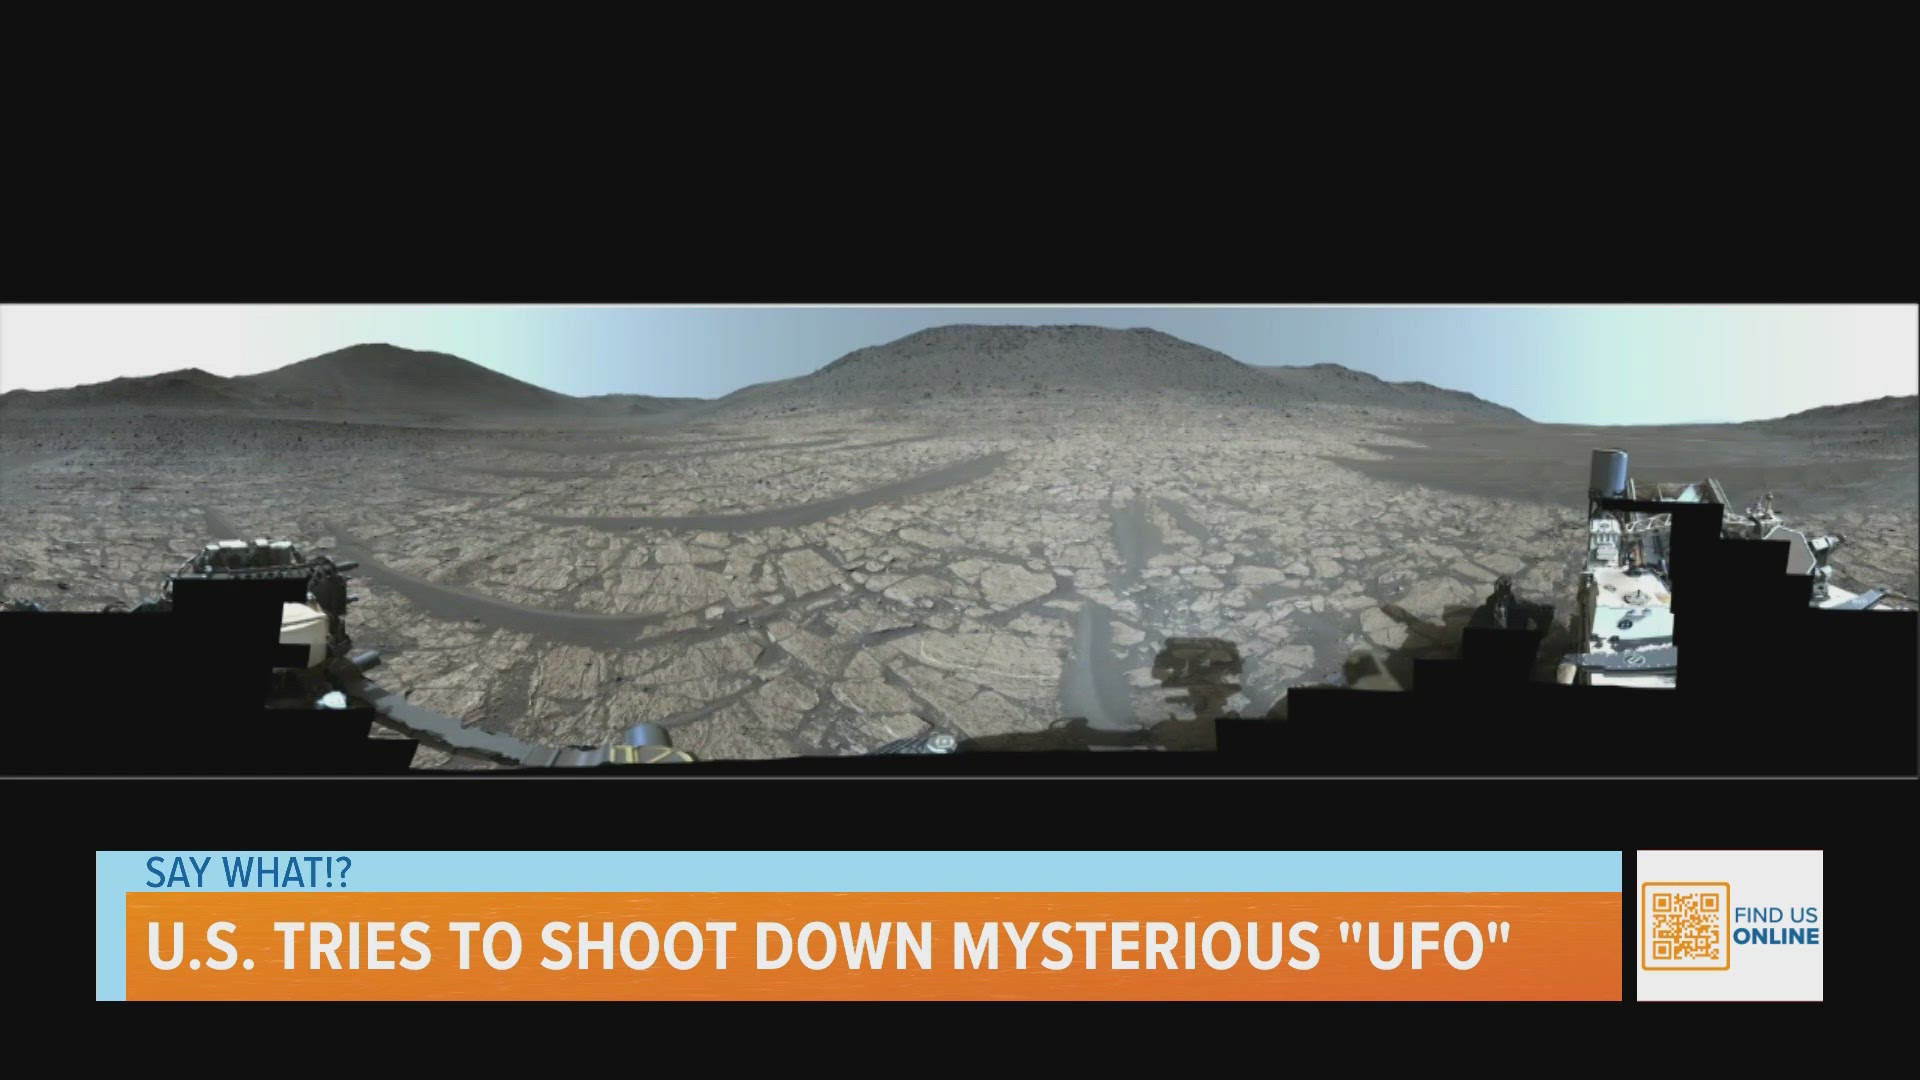 SAY WHAT!?
U.S. TRIES TO SHOOT DOWN MYSTERIOUS "UFO"
FIND US
ONLINE